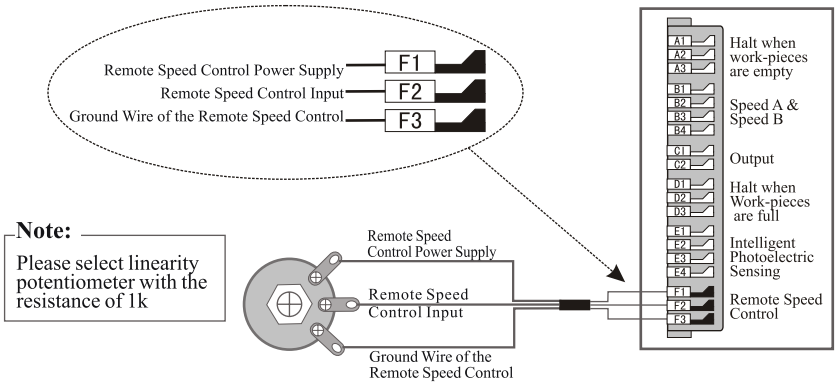 Remote Speed Control Power Supply
F1
Remote Speed Control Input
F2
Ground Wire of the Remote Speed Control
F3
A1
A2
A3
Halt when
work-pieces
are empty
B1
B2
B3
B4
Speed A &
Speed B
C1
C2
Output
D1
D2
D3
Halt when
Work-pieces
are full
E1
E2
E3
E4
Intelligent
Photoelectric
Sensing
F1
F2
F3
Remote Speed
Control
Note:
Please select linearity
potentiometer with the
resistance of 1k
Remote Speed
Control Power Supply
Remote Speed
Control Input
Ground Wire of the
Remote Speed Control